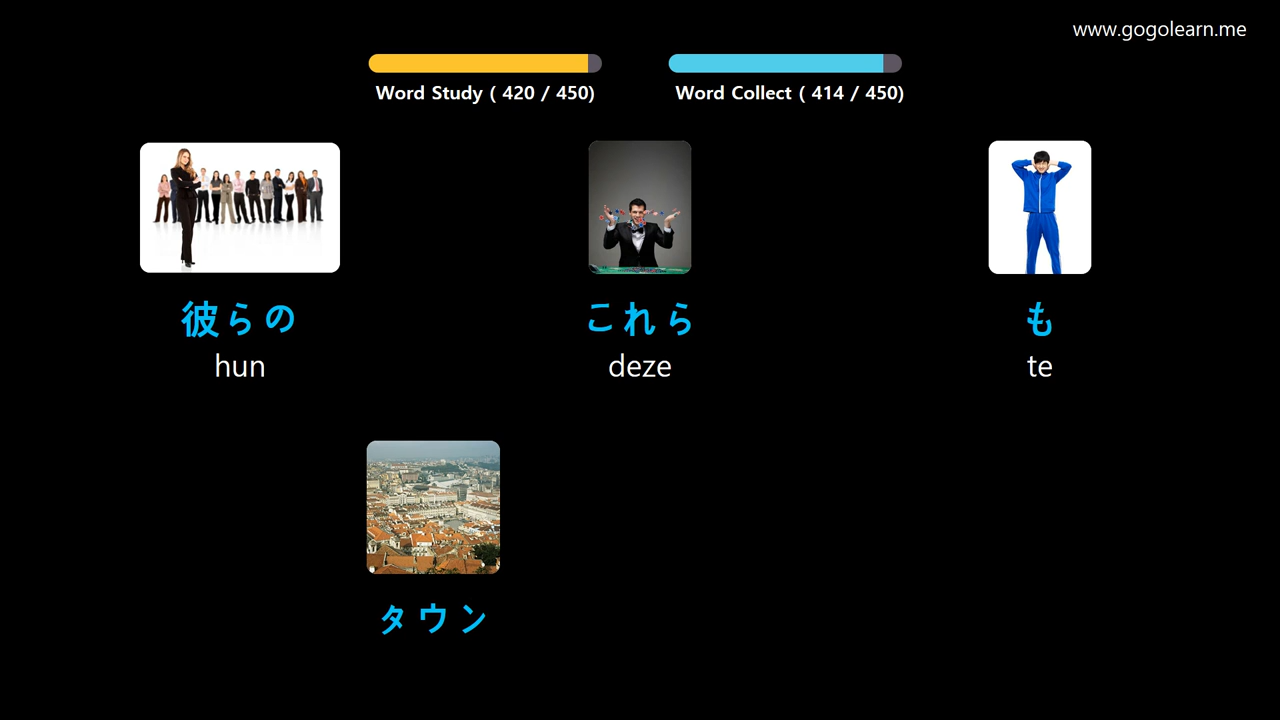 www.gogolearn.me
Word Study ( 420 / 450)
Word Collect ( 414 / 450)
彼らの
これら
も
hun
deze
te
タウン